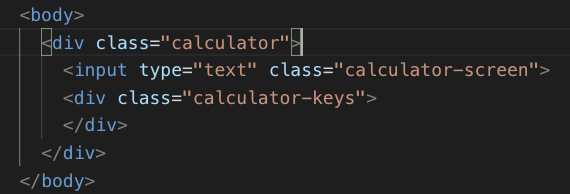 <body>
<div class="calculator">
<input type="text" class="calculator-screen">
<div class="calculator-keys">
</div>
</div>
</body>